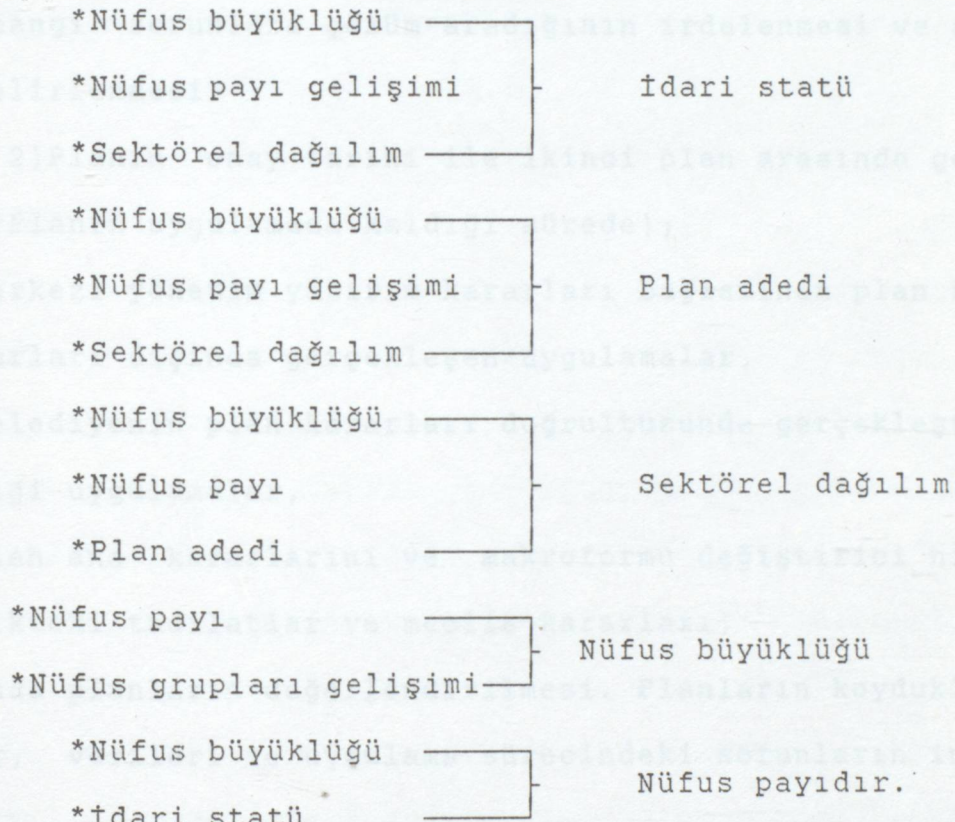 *Nüfus büyüklüğü
*Nüfus payı gelişimi İdari statü
*Sektörel dağılım
*Nüfus büyüklüğü
*Nüfus payı gelişimi Plan adedi
*Sektörel dağılım
*Nüfus büyüklüğü
*Nüfus payı Sektörel dağılım
*Plan adedi
*Nüfus payı
Nüfus büyüklüğü
*Nüfus grupları gelişimi
*Nüfus büyüklüğü
Nüfus payıdır.
*İdari statü